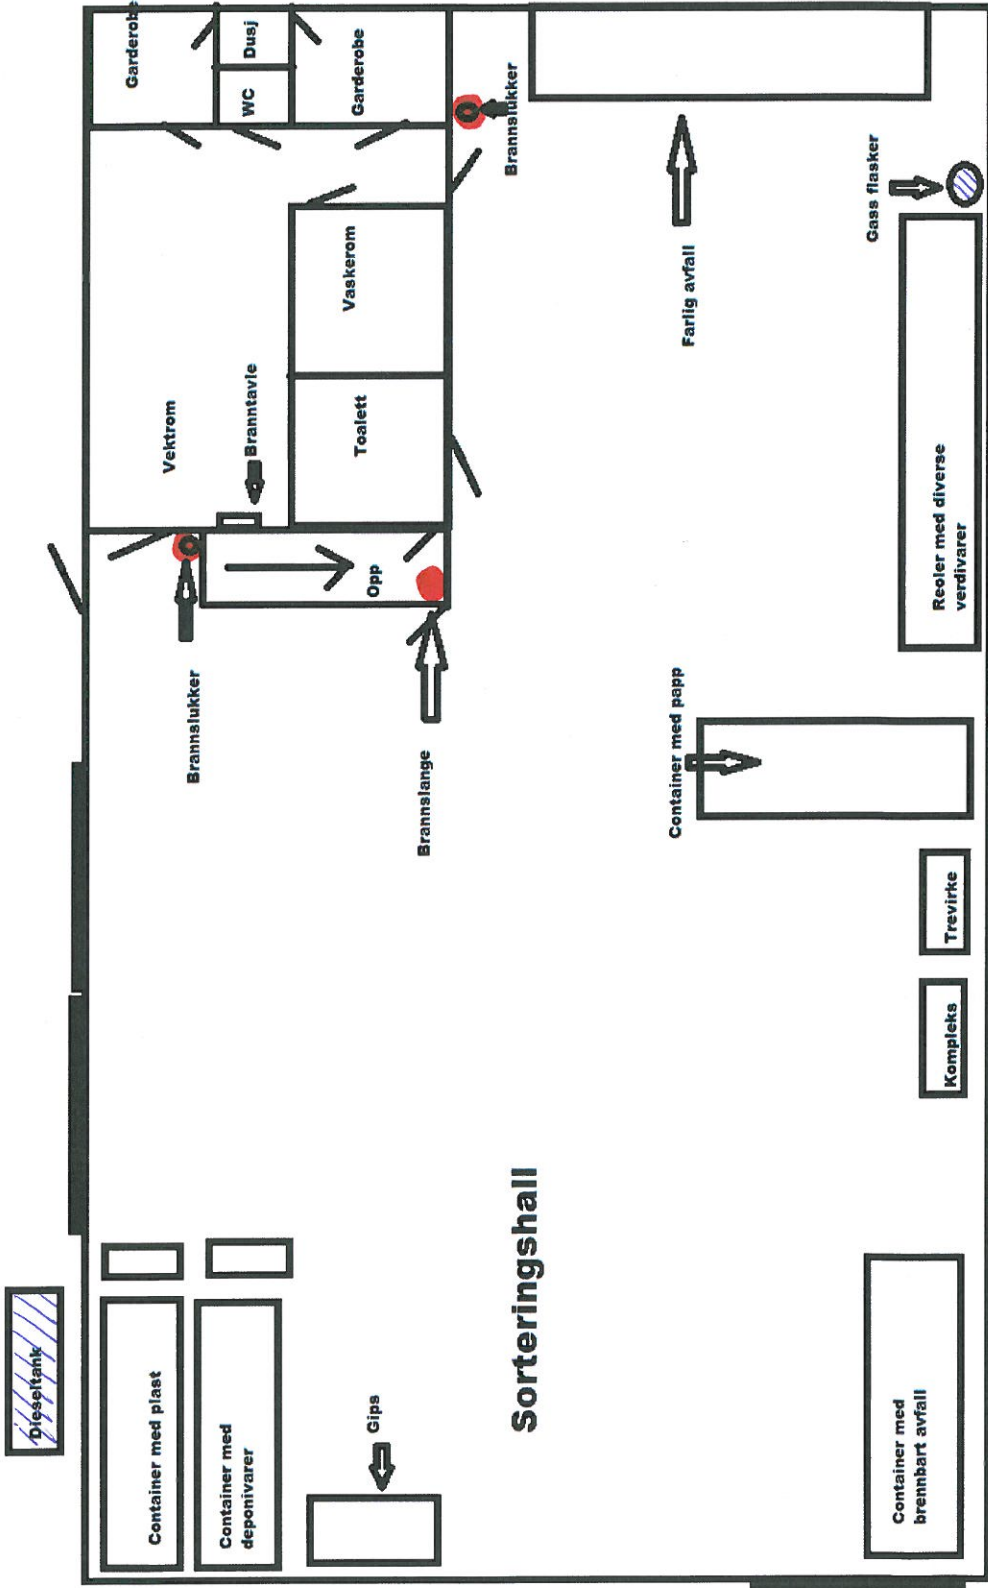 Dieseltank
Garderobe
Container med plast
Vektrom
Brannslukker
Container med
deponivarer
Branntavle
WC
Dusj
Gips
Opp
Toalett
Vaskerom
Garderobe
Brannslange
Sorteringshall
Brannslukker
Container med papp
Farlig avfall
Gass flasker
Container med
brennbart avfall
Kompleks
Trevirke
Reoler med diverse
verdivarer